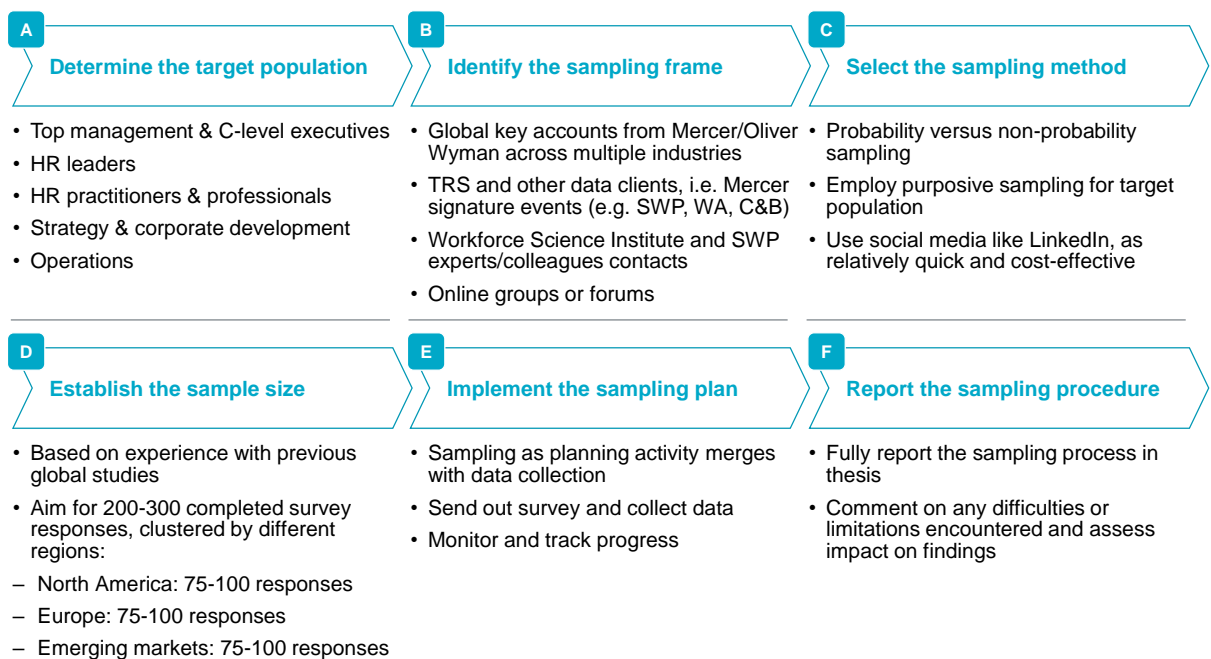 A
Determine the target population
• Top management & C-level executives
• HR leaders
• HR practitioners & professionals
• Strategy & corporate development
• Operations
B
Identify the sampling frame
• Global key accounts from Mercer/Oliver
Wyman across multiple industries
• TRS and other data clients, i.e. Mercer
signature events (e.g. SWP, WA, C&B)
• Workforce Science Institute and SWP
experts/colleagues contacts
• Online groups or forums
C
Select the sampling method
• Probability versus non-probability
sampling
• Employ purposive sampling for target
population
• Use social media like LinkedIn, as
relatively quick and cost-effective
D
Establish the sample size
• Based on experience with previous
global studies
• Aim for 200-300 completed survey
responses, clustered by different
regions:
– North America: 75-100 responses
– Europe: 75-100 responses
– Emerging markets: 75-100 responses
E
Implement the sampling plan
• Sampling as planning activity merges
with data collection
• Send out survey and collect data
• Monitor and track progress
F
Report the sampling procedure
• Fully report the sampling process in
thesis
• Comment on any difficulties or
limitations encountered and assess
impact on findings